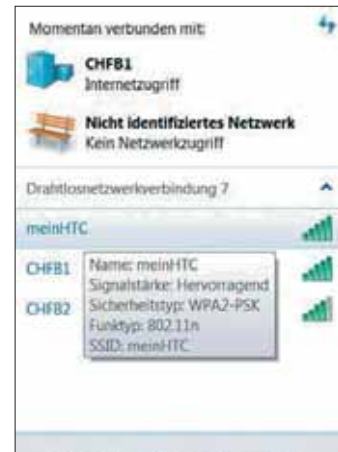 Momentan verbunden mit:
CHFB1
Internetzugriff
Nicht identifiziertes Netzwerk
Kein Netzwerkzugriff
Drahtlosnetzwerkverbindung 7
meinHTC
CHFB1
CHFB2
Name: meinHTC
Signalstärke: Hervorragend
Sicherheitstyp: WPA2-PSK
Funktyp: 802.11n
SSID: meinHTC